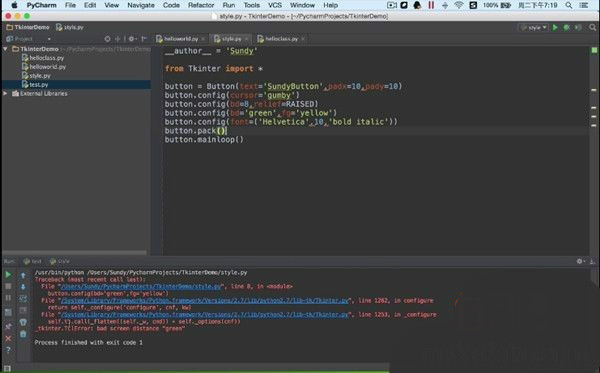 PyCharm File Edit View Navigate Code Refactor Run Tools VCS Window Help 100% 周二下午7:19
style.py - TkinterDemo - [~/PycharmProjects/TkinterDemo]
TkinterDemo style.py style
Project helloworld.py style.py helloclass.py
TkinterDemo (~/PycharmProjects/TkinterDemo)
helloclass.py
helloworld.py
style.py
test.py
External Libraries
__author__ = 'Sundy'
from Tkinter import *
button = Button(text='SundyButton',padx=10,pady=10)
button.config(cursor='gumby')
button.config(bd=8,relief=RAISED)
button.config(bd='green',fg='yellow')
button.config(font=('Helvetica',10,'bold italic'))
button.pack()
button.mainloop()
Run test style
/usr/bin/python /Users/Sundy/PycharmProjects/TkinterDemo/style.py
Traceback (most recent call last):
File "/Users/Sundy/PycharmProjects/TkinterDemo/style.py", line 8, in <module>
button.config(bd='green',fg='yellow')
File "/System/Library/Frameworks/Python.framework/Versions/2.7/lib/python2.7/lib-tk/Tkinter.py", line 1262, in configure
return self._configure('configure', cnf, kw)
File "/System/Library/Frameworks/Python.framework/Versions/2.7/lib/python2.7/lib-tk/Tkinter.py", line 1253, in _configure
self.tk.call(_flatten((self._w, cmd)) + self._options(cnf))
_tkinter.TclError: bad screen distance "green"
Process finished with exit code 1